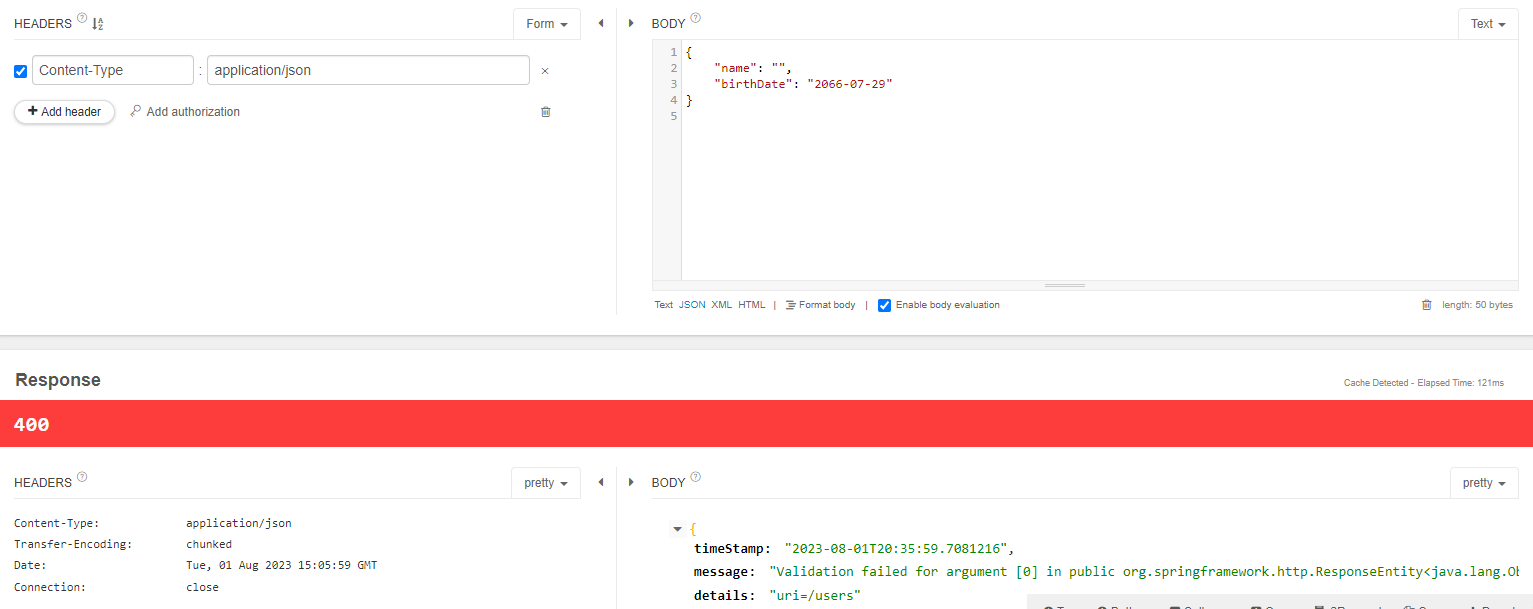 HEADERS ? Form
Content-Type : application/json ×
+ Add header Add authorization
BODY ? Text
1 {
2 "name": "",
3 "birthDate": "2066-07-29"
4 }
5
Text JSON XML HTML | Format body | Enable body evaluation length: 50 bytes
Response Cache Detected - Elapsed Time: 121ms
400
HEADERS ? pretty
Content-Type: application/json
Transfer-Encoding: chunked
Date: Tue, 01 Aug 2023 15:05:59 GMT
Connection: close
BODY ? pretty
{
timeStamp: "2023-08-01T20:35:59.7081216",
message: "Validation failed for argument [0] in public org.springframework.http.ResponseEntity<java.lang.Ob
details: "uri=/users"